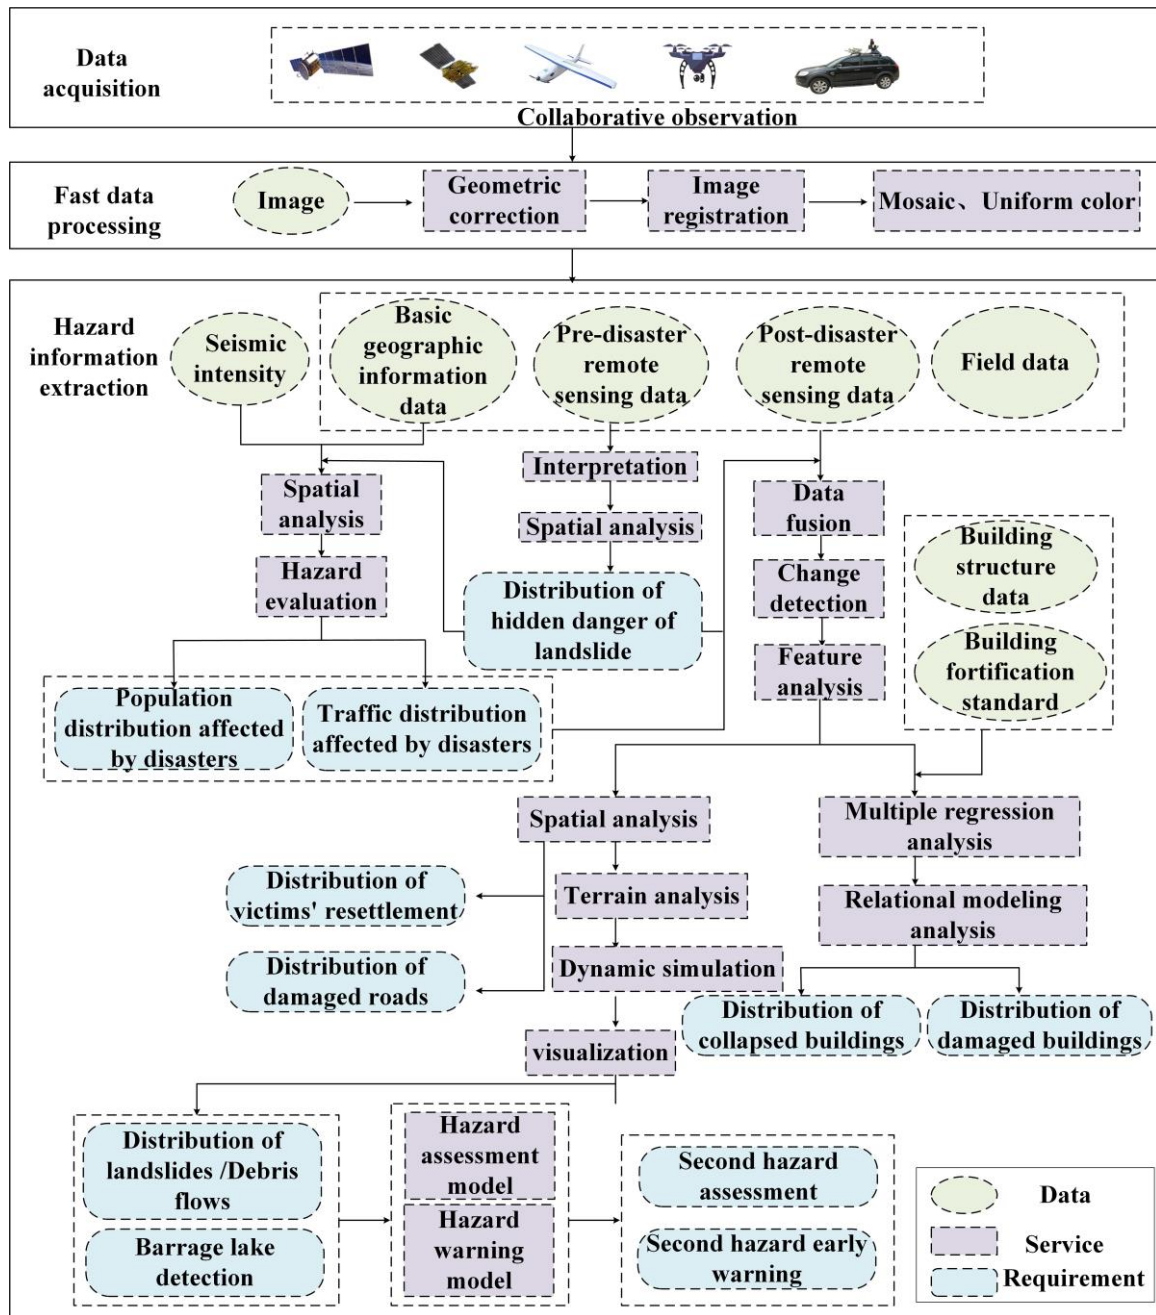 Data
acquisition
Collaborative observation
Fast data
processing
Image
Geometric
correction
Image
registration
Mosaic、Uniform color
Hazard
information
extraction
Seismic
intensity
Basic
geographic
information
data
Pre-disaster
remote
sensing data
Post-disaster
remote
sensing data
Field data
Spatial
analysis
Hazard
evaluation
Interpretation
Spatial analysis
Distribution of
hidden danger of
landslide
Data
fusion
Change
detection
Feature
analysis
Building
structure
data
Building
fortification
standard
Population
distribution affected
by disasters
Traffic distribution
affected by disasters
Spatial analysis
Multiple regression
analysis
Distribution of
victims' resettlement
Terrain analysis
Relational modeling
analysis
Distribution of
damaged roads
Dynamic simulation
Distribution of
collapsed buildings
Distribution of
damaged buildings
visualization
Distribution of
landslides /Debris
flows
Barrage lake
detection
Hazard
assessment
model
Hazard
warning
model
Second hazard
assessment
Second hazard early
warning
Data
Service
Requirement